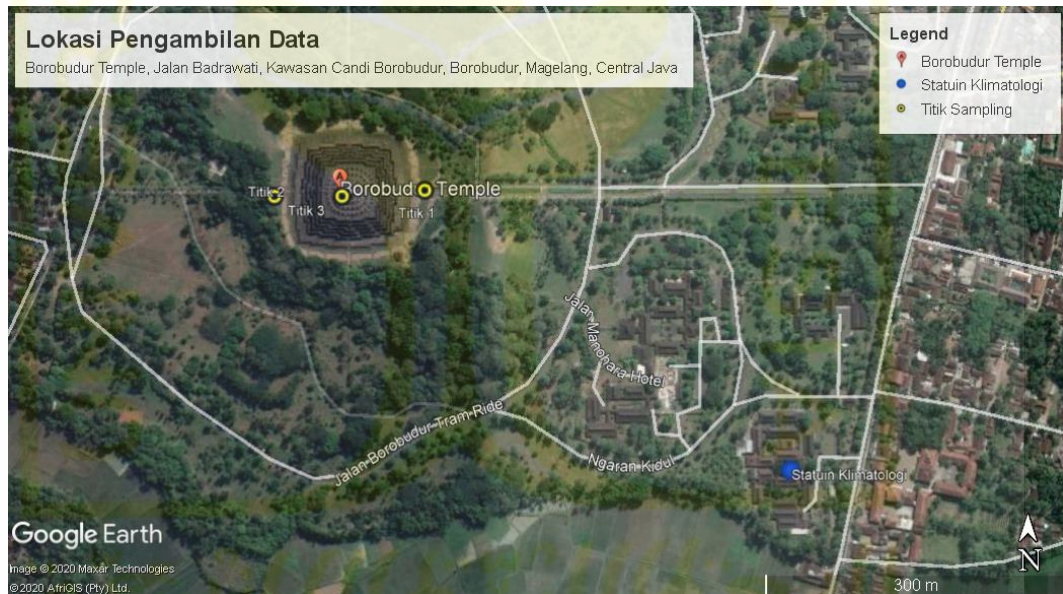 Lokasi Pengambilan Data
Borobudur Temple, Jalan Badrawati, Kawasan Candi Borobudur, Borobudur, Magelang, Central Java
Legend
Borobudur Temple
Statuin Klimatologi
Titik Sampling
A
Titik 2
Borobud Temple
Titik 3
Titik 1
Jalan Manohara Hotel
Jalan Borobudur Tram Ride
Ngaran Kidul
Statuin Klimatologi
Google Earth
Image © 2020 Maxar Technologies
© 2020 AfriGIS (Pty) Ltd.
N
300 m